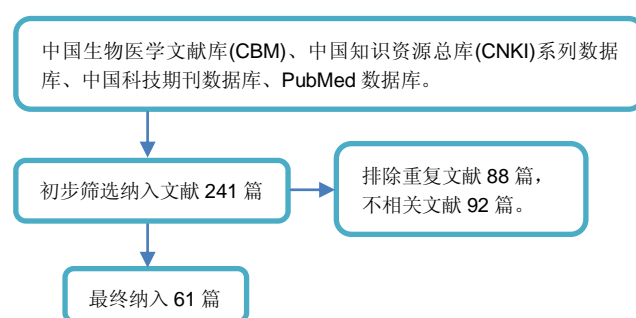 中国生物医学文献库(CBM)、中国知识资源总库(CNKI)系列数据
库、中国科技期刊数据库、PubMed 数据库。
初步筛选纳入文献 241 篇
排除重复文献 88 篇，
不相关文献 92 篇。
最终纳入 61 篇